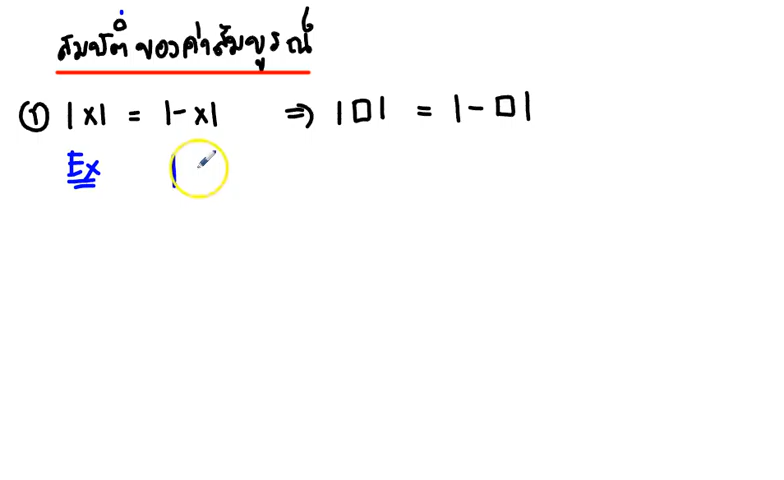 สมบัติของค่าสัมบูรณ์
① |x| = |-x| ⇒ |□| = |-□|
Ex |